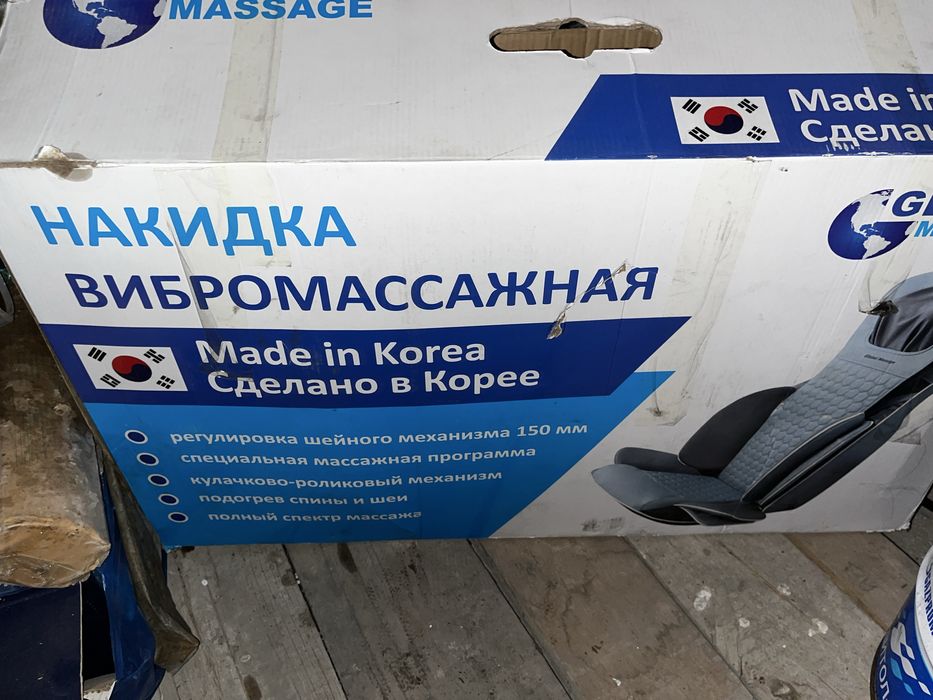 MASSAGE
Made in
Сделан
НАКИДКА
ВИБРОМАССАЖНАЯ
Made in Korea
Сделано в Корее
регулировка шейного механизма 150 мм
специальная массажная программа
кулачково-роликовый механизм
подогрев спины и шеи
полный спектр массажа